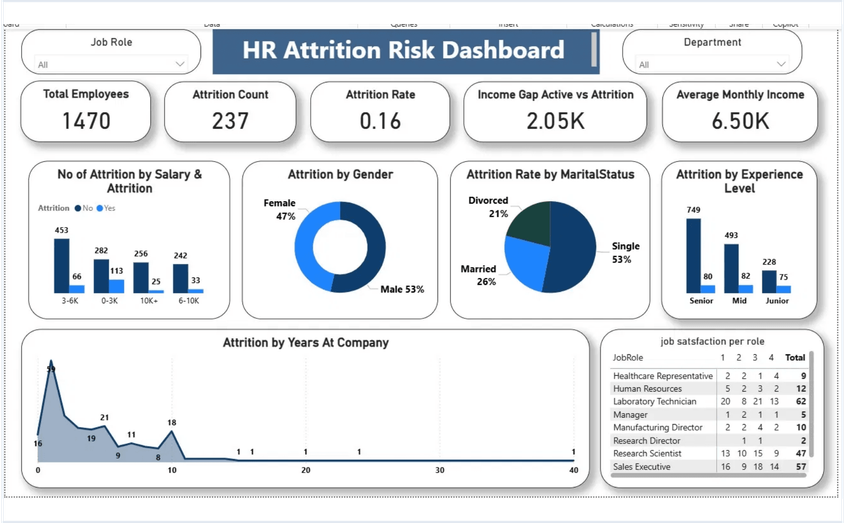 Data
Queries
Insert
Calculations
Sensitivity
Share
Copilot
Job Role
All
HR Attrition Risk Dashboard
Department
All
Total Employees
1470
Attrition Count
237
Attrition Rate
0.16
Income Gap Active vs Attrition
2.05K
Average Monthly Income
6.50K
No of Attrition by Salary &
Attrition
Attrition No Yes
453
66
282
113
256
25
242
33
3-6K 0-3K 10K+ 6-10K
Attrition by Gender
Female
47%
Male 53%
Attrition Rate by MaritalStatus
Divorced
21%
Married
26%
Single
53%
Attrition by Experience
Level
749
80
493
82
228
75
Senior Mid Junior
Attrition by Years At Company
16
59
19
21
9
11
8
18
1
1
1
1
1
0 10 20 30 40
job satsfaction per role
JobRole 1 2 3 4 Total
Healthcare Representative 2 2 1 4 9
Human Resources 5 2 3 2 12
Laboratory Technician 20 8 21 13 62
Manager 1 2 1 1 5
Manufacturing Director 2 2 4 2 10
Research Director 1 1 2
Research Scientist 13 10 15 9 47
Sales Executive 16 9 18 14 57